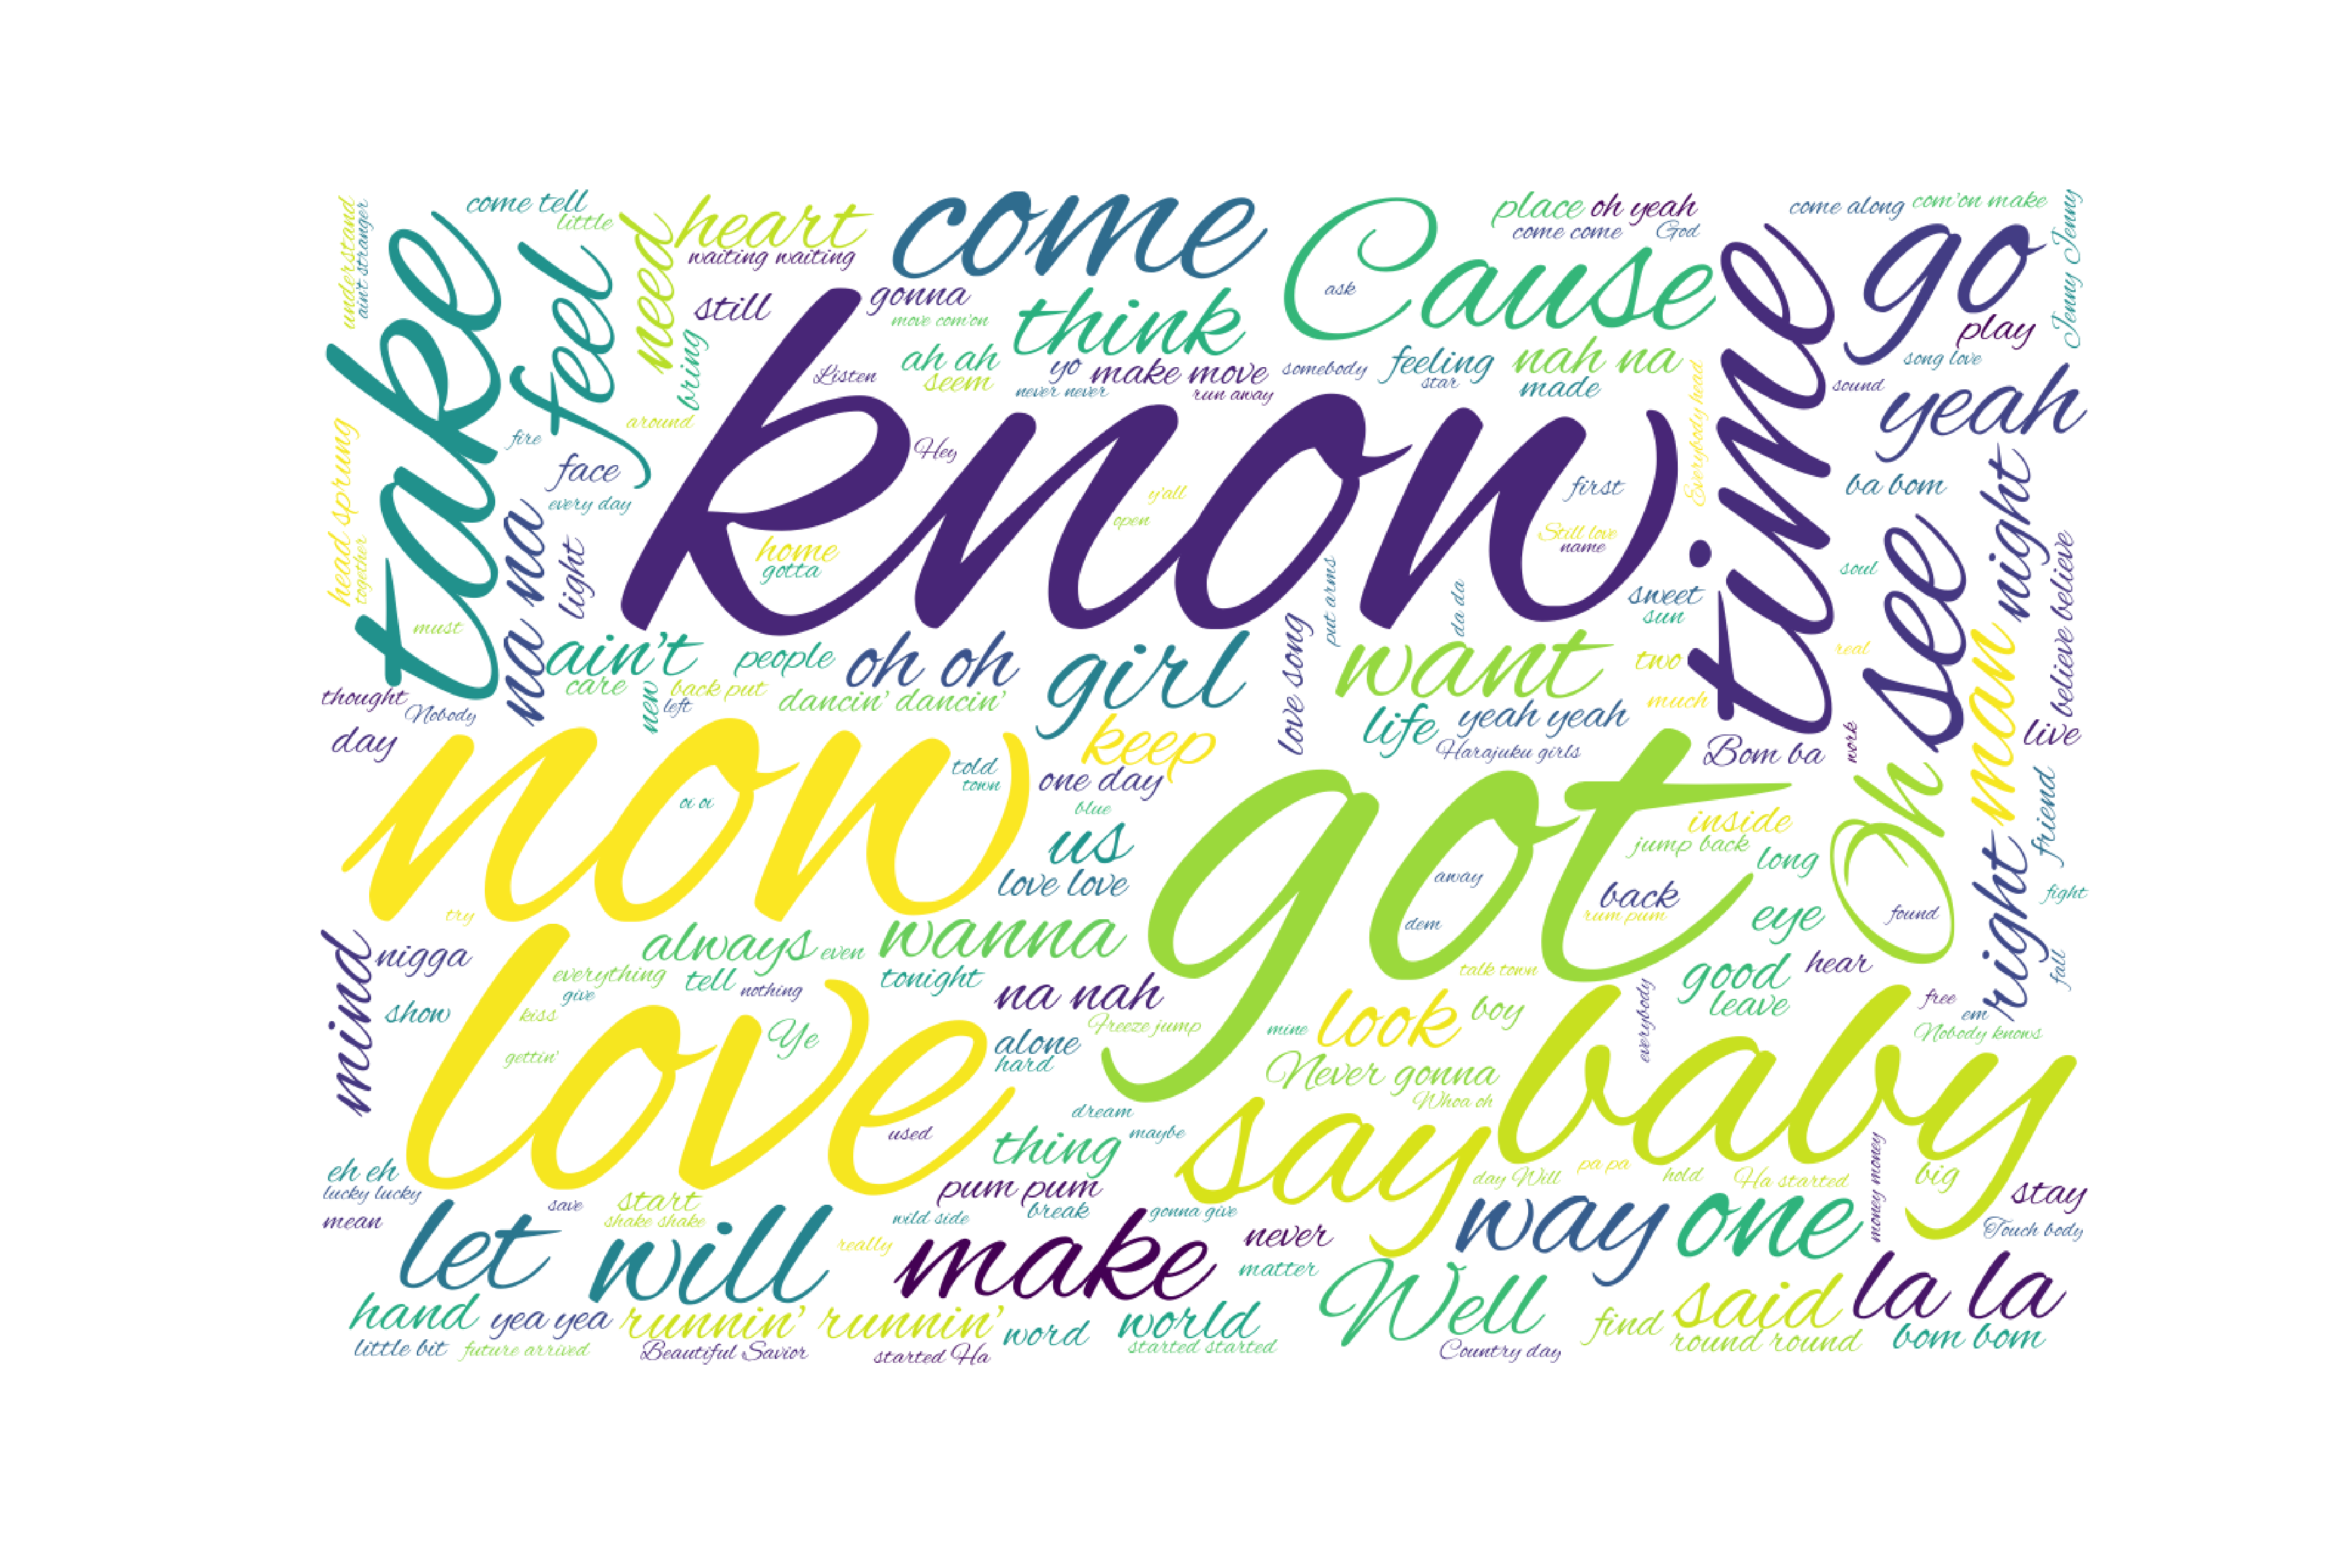 come tell
little
understand
ain't stranger
take
feel
need
heart
waiting waiting
come
Cause
ask
place
oh yeah
come come
God
time
come along
com'on make
Jenny Jenny
go
play
song love
still
gonna
move com'on
think
bring
Listen
ah ah
seem
yo
make move
never never
run away
somebody
feeling
star
nah na
made
sound
yeah
head sprung
together
fire
face
every day
around
know
Hey
y'all
open
first
Still love
name
home
gotta
Everybody head
ba bom
night
see
na na
light
must
soul
believe believe
put arms
da da
sweet
sun
ain't
care
people
oh oh
girl
love song
want
two
real
man
thought
Nobody
day
new
left
back put
dancin' dancin'
much
life
yeah yeah
Harajuku girls
Bom ba
work
live
now
oi oi
told
town
keep
one day
blue
us
love love
got
away
dem
inside
jump back
long
back
rum pum
eye
Oh
found
right
friend
fight
fall
try
mind
nigga
show
always
even
wanna
everything
give
tell
nothing
tonight
talk town
good
leave
hear
love
kiss
gettin'
Ye
used
na nah
Freeze jump
alone
hard
mine
look
boy
everybody
free
em
Nobody knows
Never gonna
Whoa oh
baby
dream
maybe
thing
say
eh eh
lucky lucky
mean
save
start
shake shake
pum pum
break
wild side
gonna give
day Will
pa pa
hold
Ha started
money money
big
stay
Touch body
let
will
really
make
never
matter
way
one
Well
la la
hand
yea yea
runnin' runnin'
word
world
find
said
little bit
future arrived
Beautiful Savior
started Ha
started started
Country day
round round
bom bom